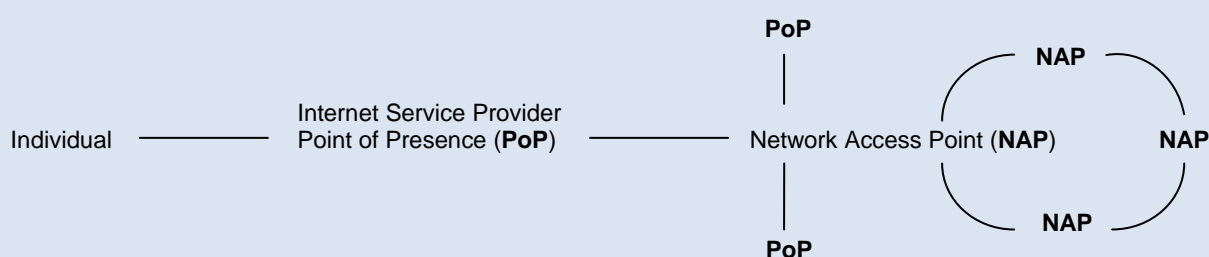 PoP
NAP
Internet Service Provider
Individual
Point of Presence (PoP)
Network Access Point (NAP)
NAP
NAP
PoP